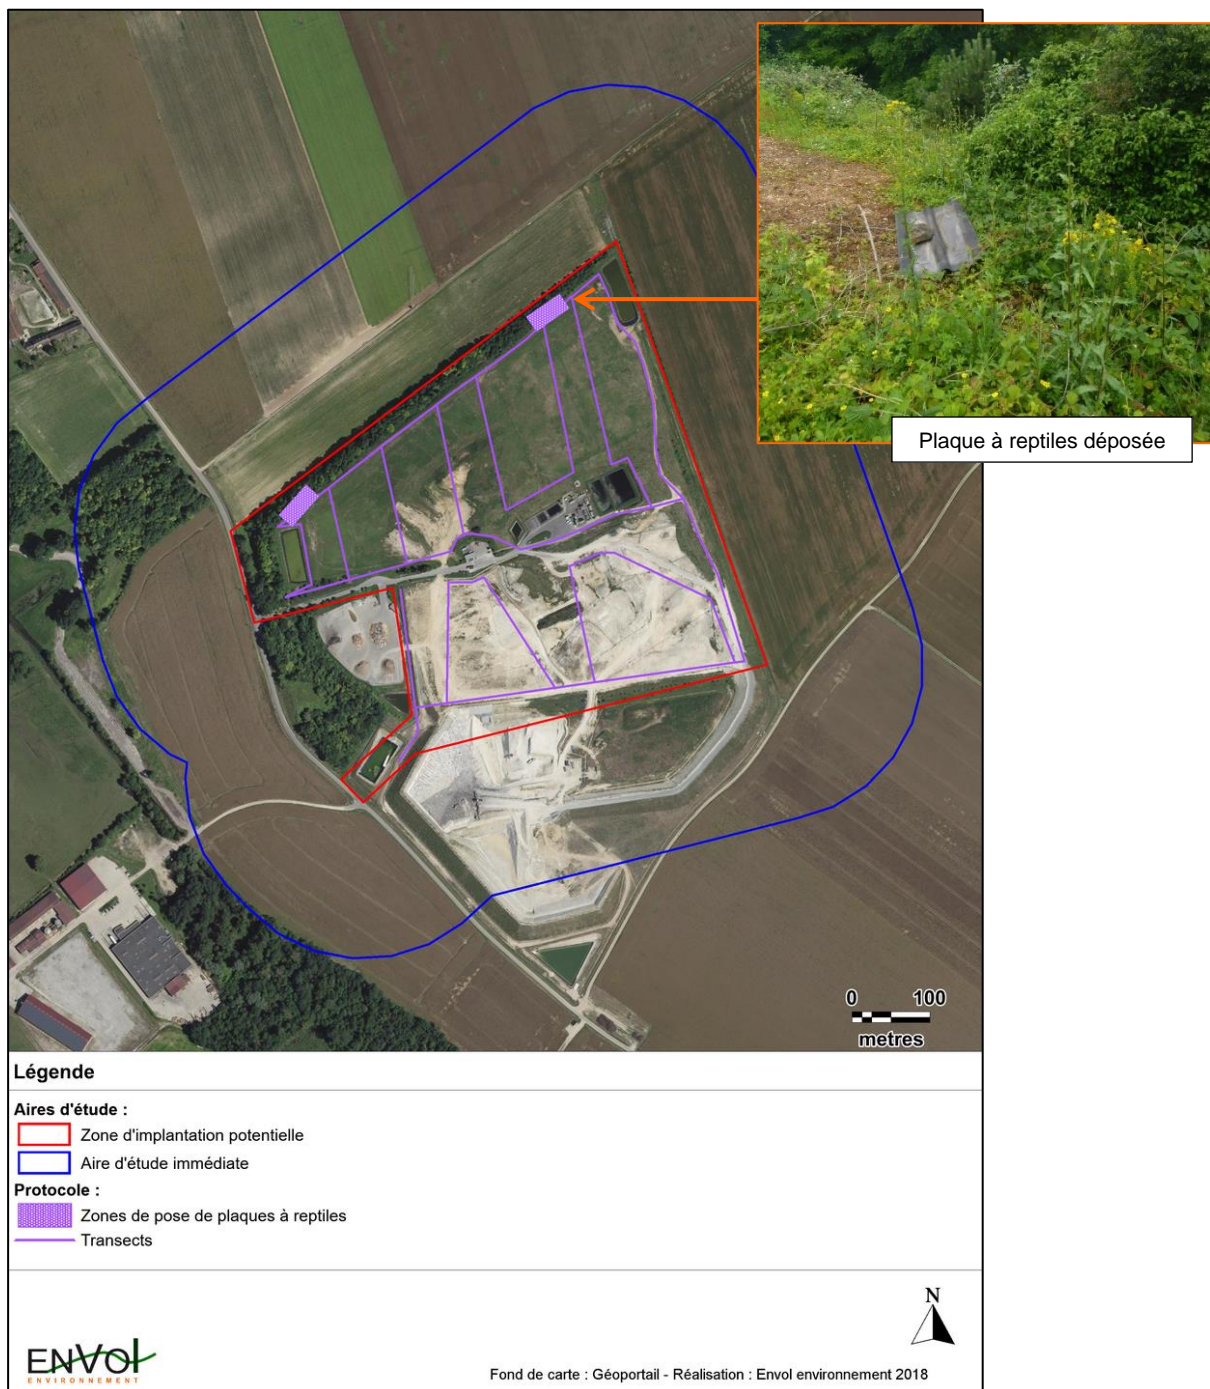 Plaque à reptiles déposée
0 100
metres
Légende
Aires d'étude :
Zone d'implantation potentielle
Aire d'étude immédiate
Protocole :
Zones de pose de plaques à reptiles
Transects
N
ENVOl
ENVIRONNEMENT
Fond de carte : Géoportail - Réalisation : Envol environnement 2018